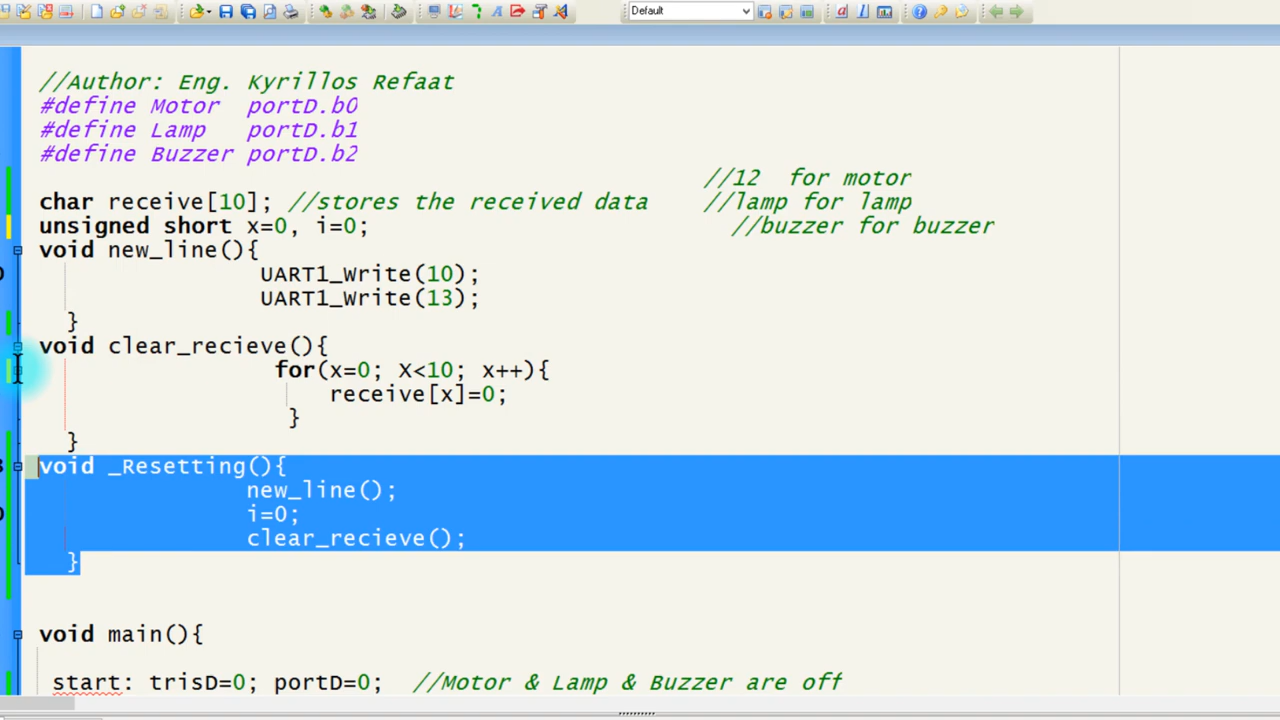 Default
//Author: Eng. Kyrillos Refaat
#define Motor portD.b0
#define Lamp portD.b1
#define Buzzer portD.b2
//12 for motor
char receive[10]; //stores the received data //lamp for lamp
unsigned short x=0, i=0; //buzzer for buzzer
void new_line(){
UART1_Write(10);
UART1_Write(13);
}
void clear_recieve(){
for(x=0; X<10; x++){
receive[x]=0;
}
}
void _Resetting(){
new_line();
i=0;
clear_recieve();
}
void main(){
start: trisD=0; portD=0; //Motor & Lamp & Buzzer are off